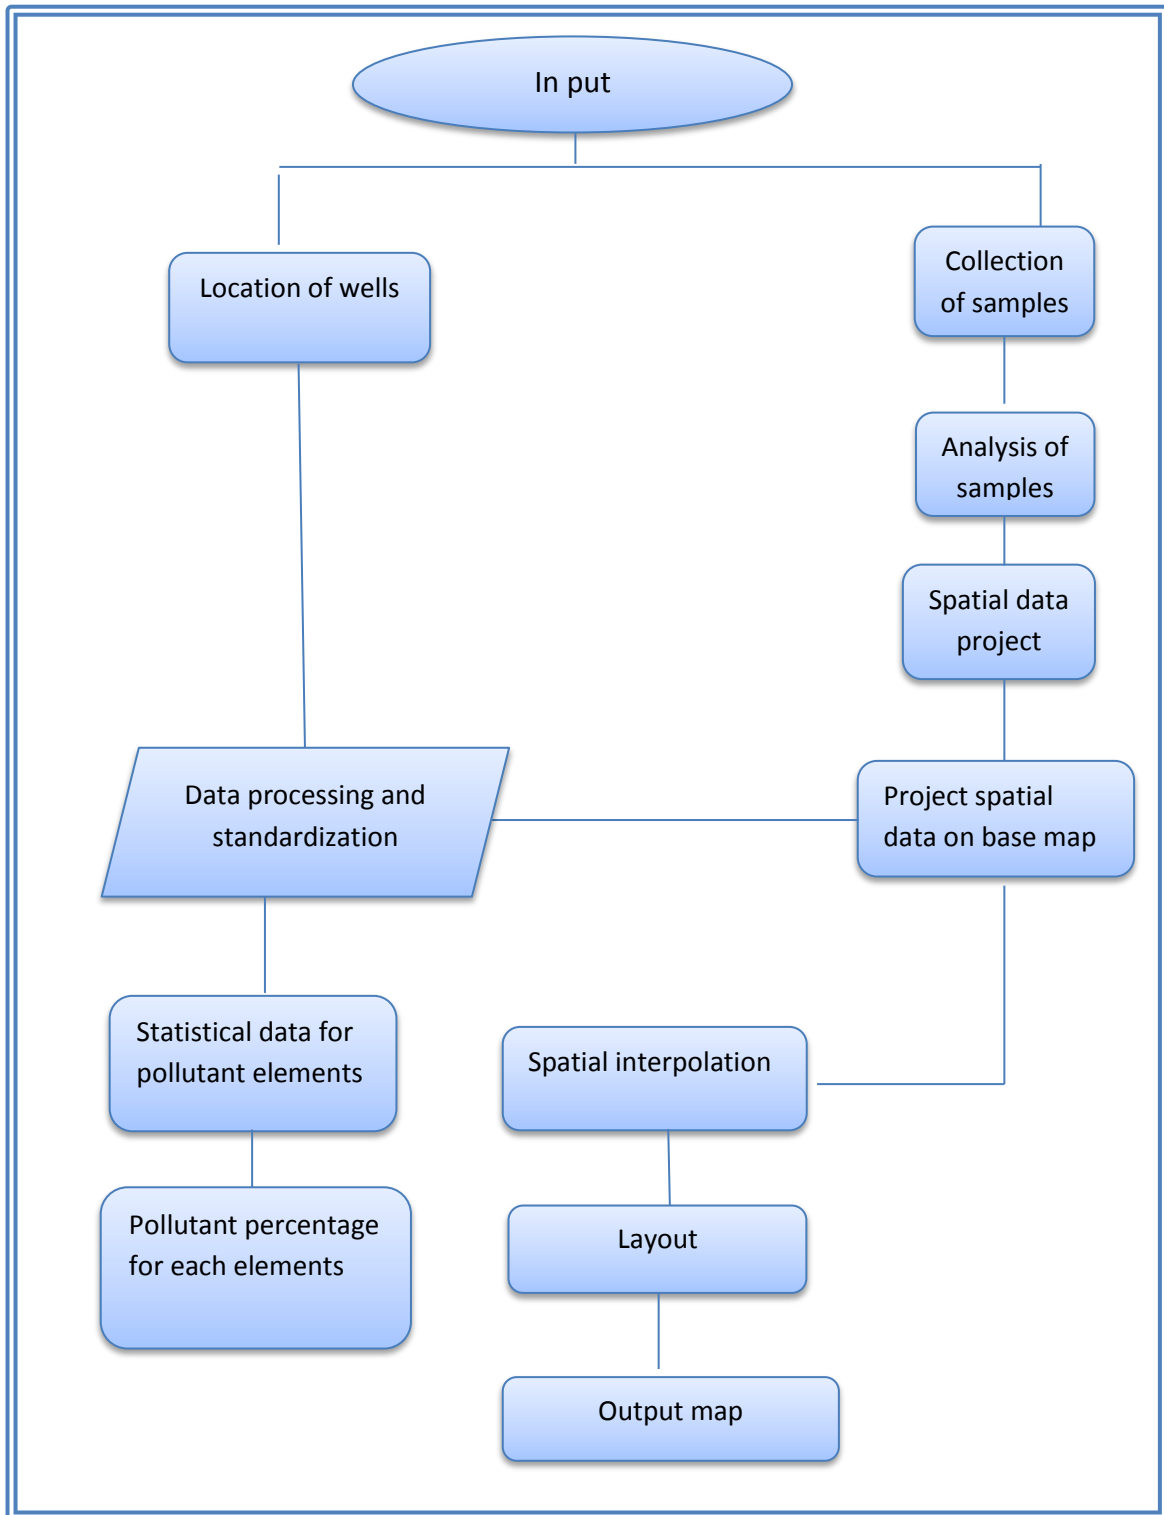 In put
Location of wells
Collection
of samples
Analysis of
samples
Spatial data
project
Data processing and
standardization
Project spatial
data on base map
Statistical data for
pollutant elements
Spatial interpolation
Pollutant percentage
for each elements
Layout
Output map